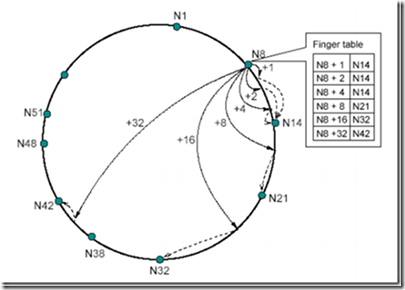 N1
N8
Finger table
N8 + 1 N14
N8 + 2 N14
N8 + 4 N14
N8 + 8 N21
N8 +16 N32
N8 +32 N42
+1
+2
+4
+8
+16
+32
N14
N21
N32
N38
N42
N48
N51